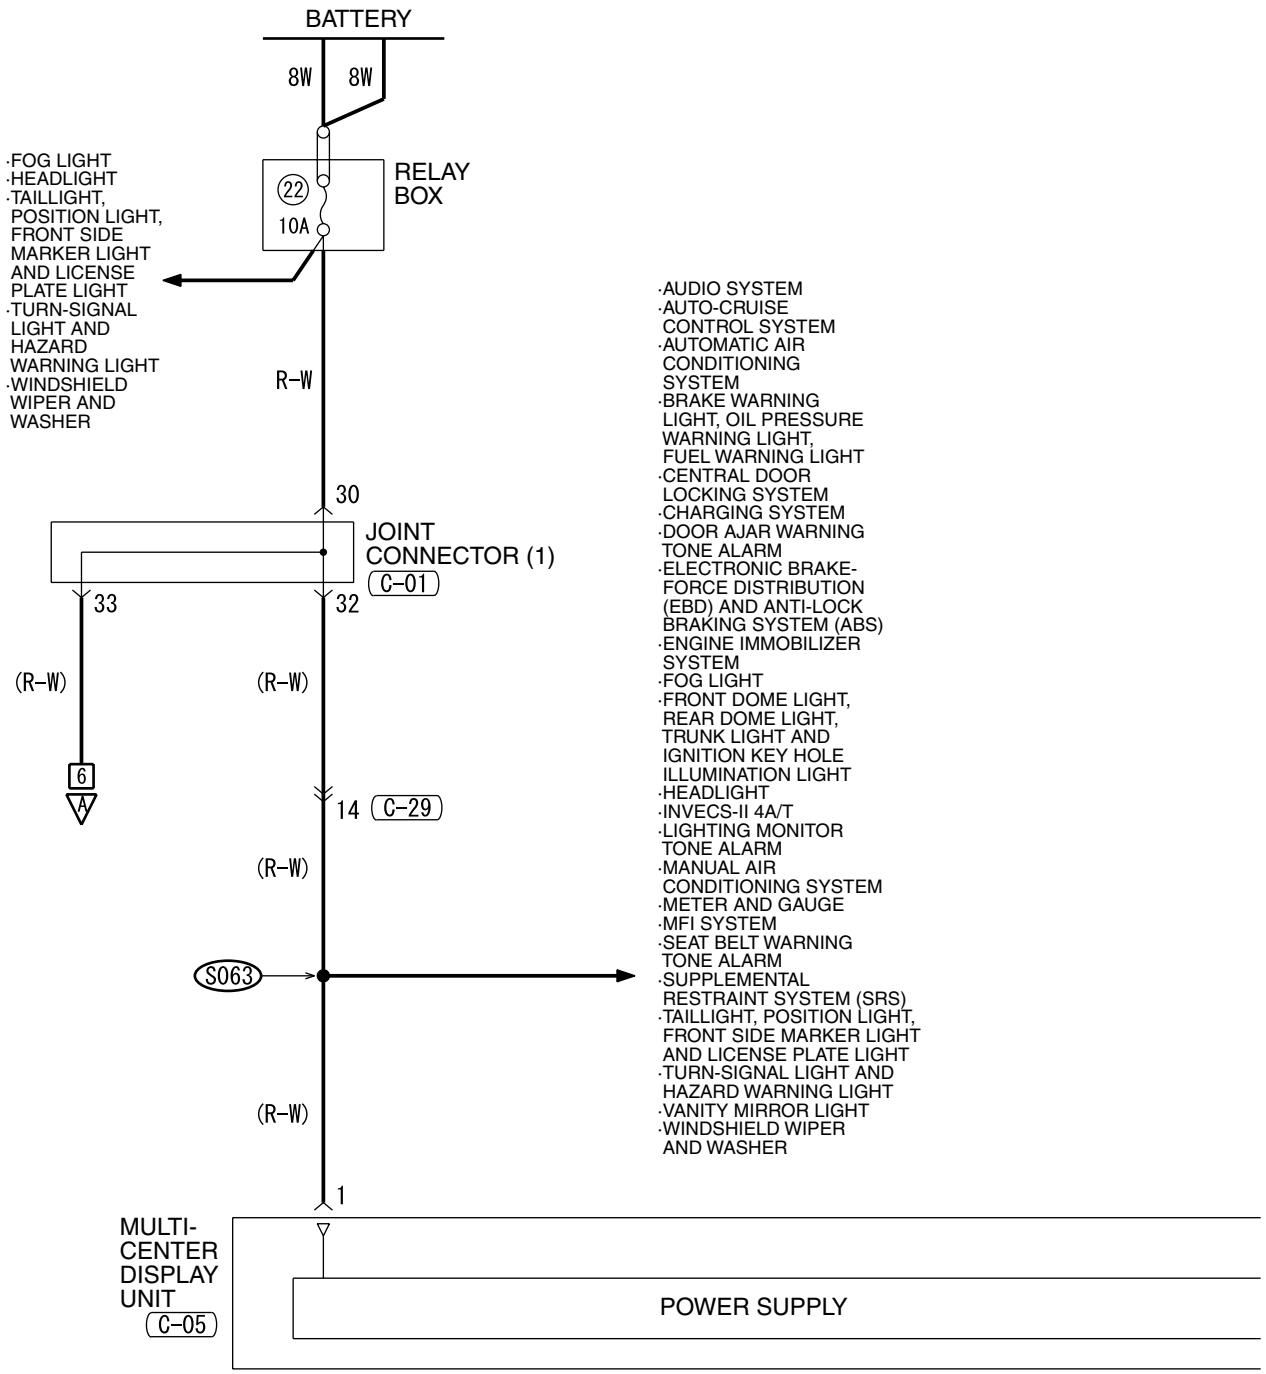 BATTERY
8W
8W
·FOG LIGHT
·HEADLIGHT
·TAILLIGHT,
POSITION LIGHT,
FRONT SIDE
MARKER LIGHT
AND LICENSE
PLATE LIGHT
·TURN-SIGNAL
LIGHT AND
HAZARD
WARNING LIGHT
·WINDSHIELD
WIPER AND
WASHER
22
10A
RELAY
BOX
R-W
30
JOINT
CONNECTOR (1)
C-01
33
32
(R-W)
(R-W)
6
A
14
C-29
(R-W)
S063
·AUDIO SYSTEM
·AUTO-CRUISE
CONTROL SYSTEM
·AUTOMATIC AIR
CONDITIONING
SYSTEM
·BRAKE WARNING
LIGHT, OIL PRESSURE
WARNING LIGHT,
FUEL WARNING LIGHT
·CENTRAL DOOR
LOCKING SYSTEM
·CHARGING SYSTEM
·DOOR AJAR WARNING
TONE ALARM
·ELECTRONIC BRAKE-
FORCE DISTRIBUTION
(EBD) AND ANTI-LOCK
BRAKING SYSTEM (ABS)
·ENGINE IMMOBILIZER
SYSTEM
·FOG LIGHT
·FRONT DOME LIGHT,
REAR DOME LIGHT,
TRUNK LIGHT AND
IGNITION KEY HOLE
ILLUMINATION LIGHT
·HEADLIGHT
·INVECS-II 4A/T
·LIGHTING MONITOR
TONE ALARM
·MANUAL AIR
CONDITIONING SYSTEM
·METER AND GAUGE
·MFI SYSTEM
·SEAT BELT WARNING
TONE ALARM
·SUPPLEMENTAL
RESTRAINT SYSTEM (SRS)
·TAILLIGHT, POSITION LIGHT,
FRONT SIDE MARKER LIGHT
AND LICENSE PLATE LIGHT
·TURN-SIGNAL LIGHT AND
HAZARD WARNING LIGHT
·VANITY MIRROR LIGHT
·WINDSHIELD WIPER
AND WASHER
(R-W)
1
MULTI-
CENTER
DISPLAY
UNIT
C-05
POWER SUPPLY